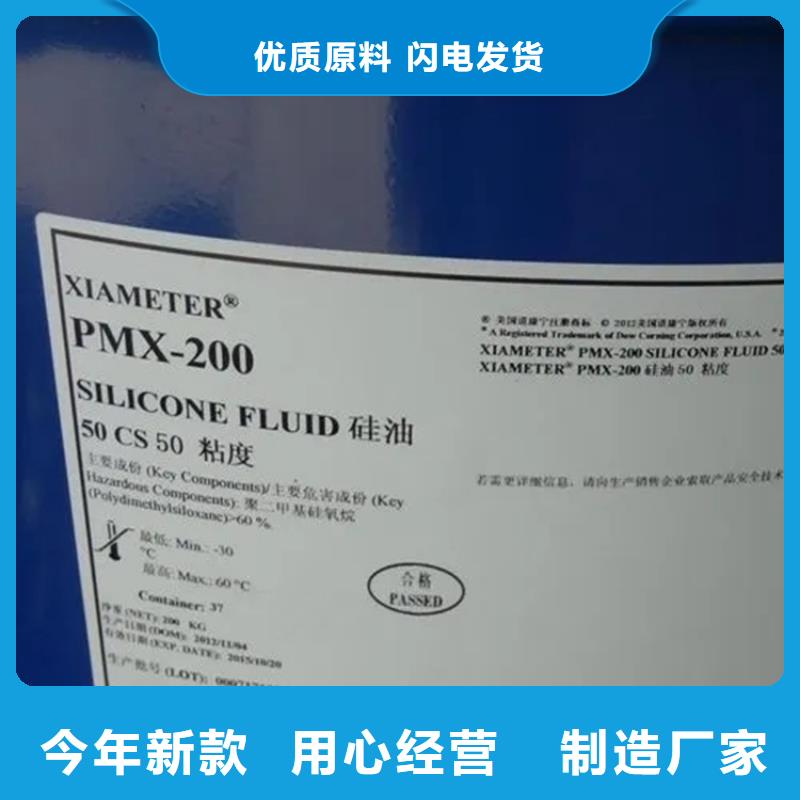 优质原料 闪电发货
XIAMETER®
PMX-200
SILICONE FLUID 硅油
50 CS 50 粘度
主要成份 (Key Components)/主要危害成份 (Key
Hazardous Components): 聚二甲基硅氧烷
(Polydimethylsiloxane)>60 %.
最低: Min.: -30
°C
最高: Max.: 60 °C
Container: 37
净重 (NET): 200 KG
生产日期 (DOM): 2012/11/04
有效日期 (EXP. DATE): 2015/10/20
生产批号 (LOT):
合格
PASSED
® 美国道康宁注册商标 © 2012美国道康宁版权所有
* A Registered Trademark of Dow Corning Corporation, U.S.A.
XIAMETER® PMX-200 SILICONE FLUID 50
XIAMETER® PMX-200 硅油 50 粘度
若需更详细信息, 请向生产销售企业索取产品安全技术
今年新款 用心经营 制造厂家